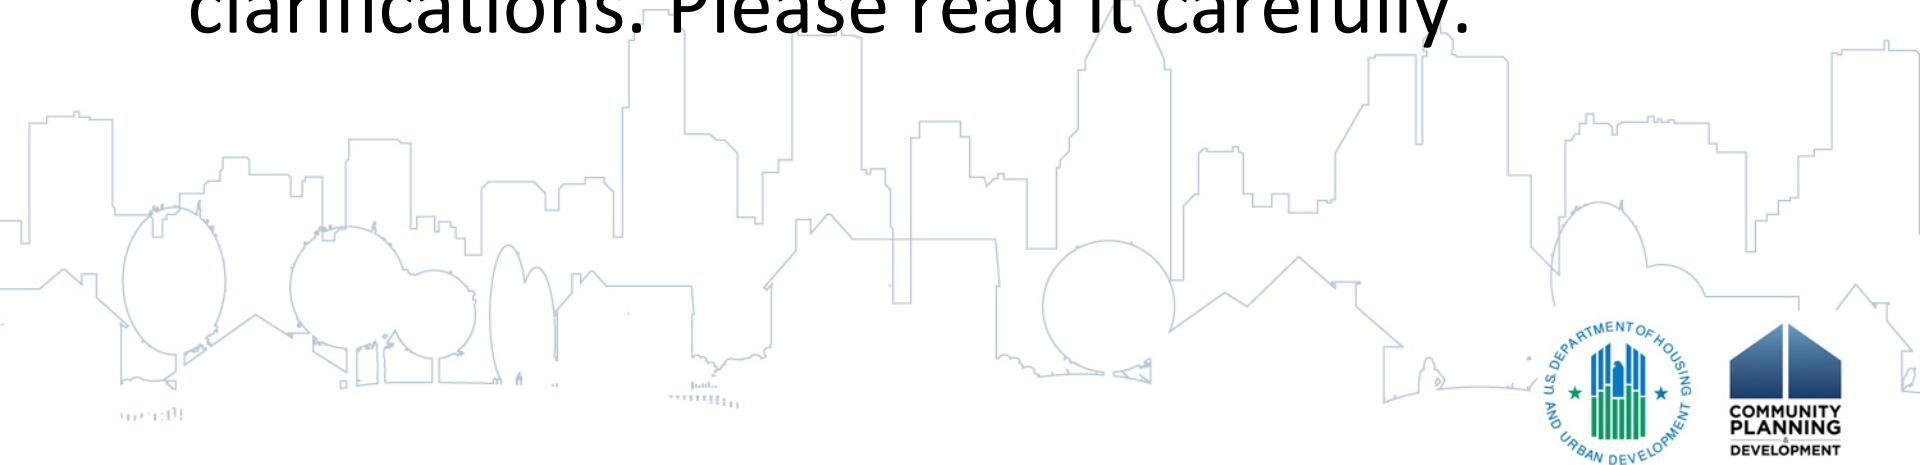 clarifications. Please read it carefully.
U.S. DEPARTMENT OF HOUSING
AND URBAN DEVELOPMENT
COMMUNITY
PLANNING
&
DEVELOPMENT